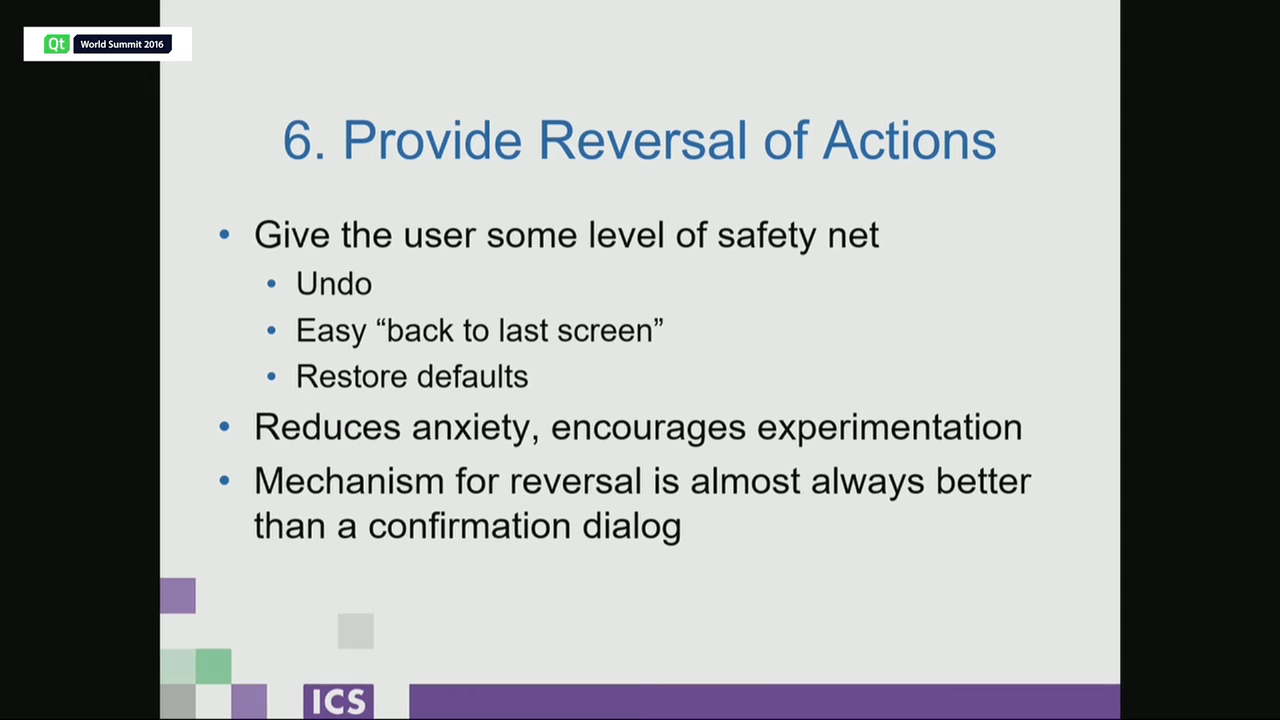 Qt World Summit 2016
6. Provide Reversal of Actions
• Give the user some level of safety net
• Undo
• Easy “back to last screen”
• Restore defaults
• Reduces anxiety, encourages experimentation
• Mechanism for reversal is almost always better
than a confirmation dialog
ICS